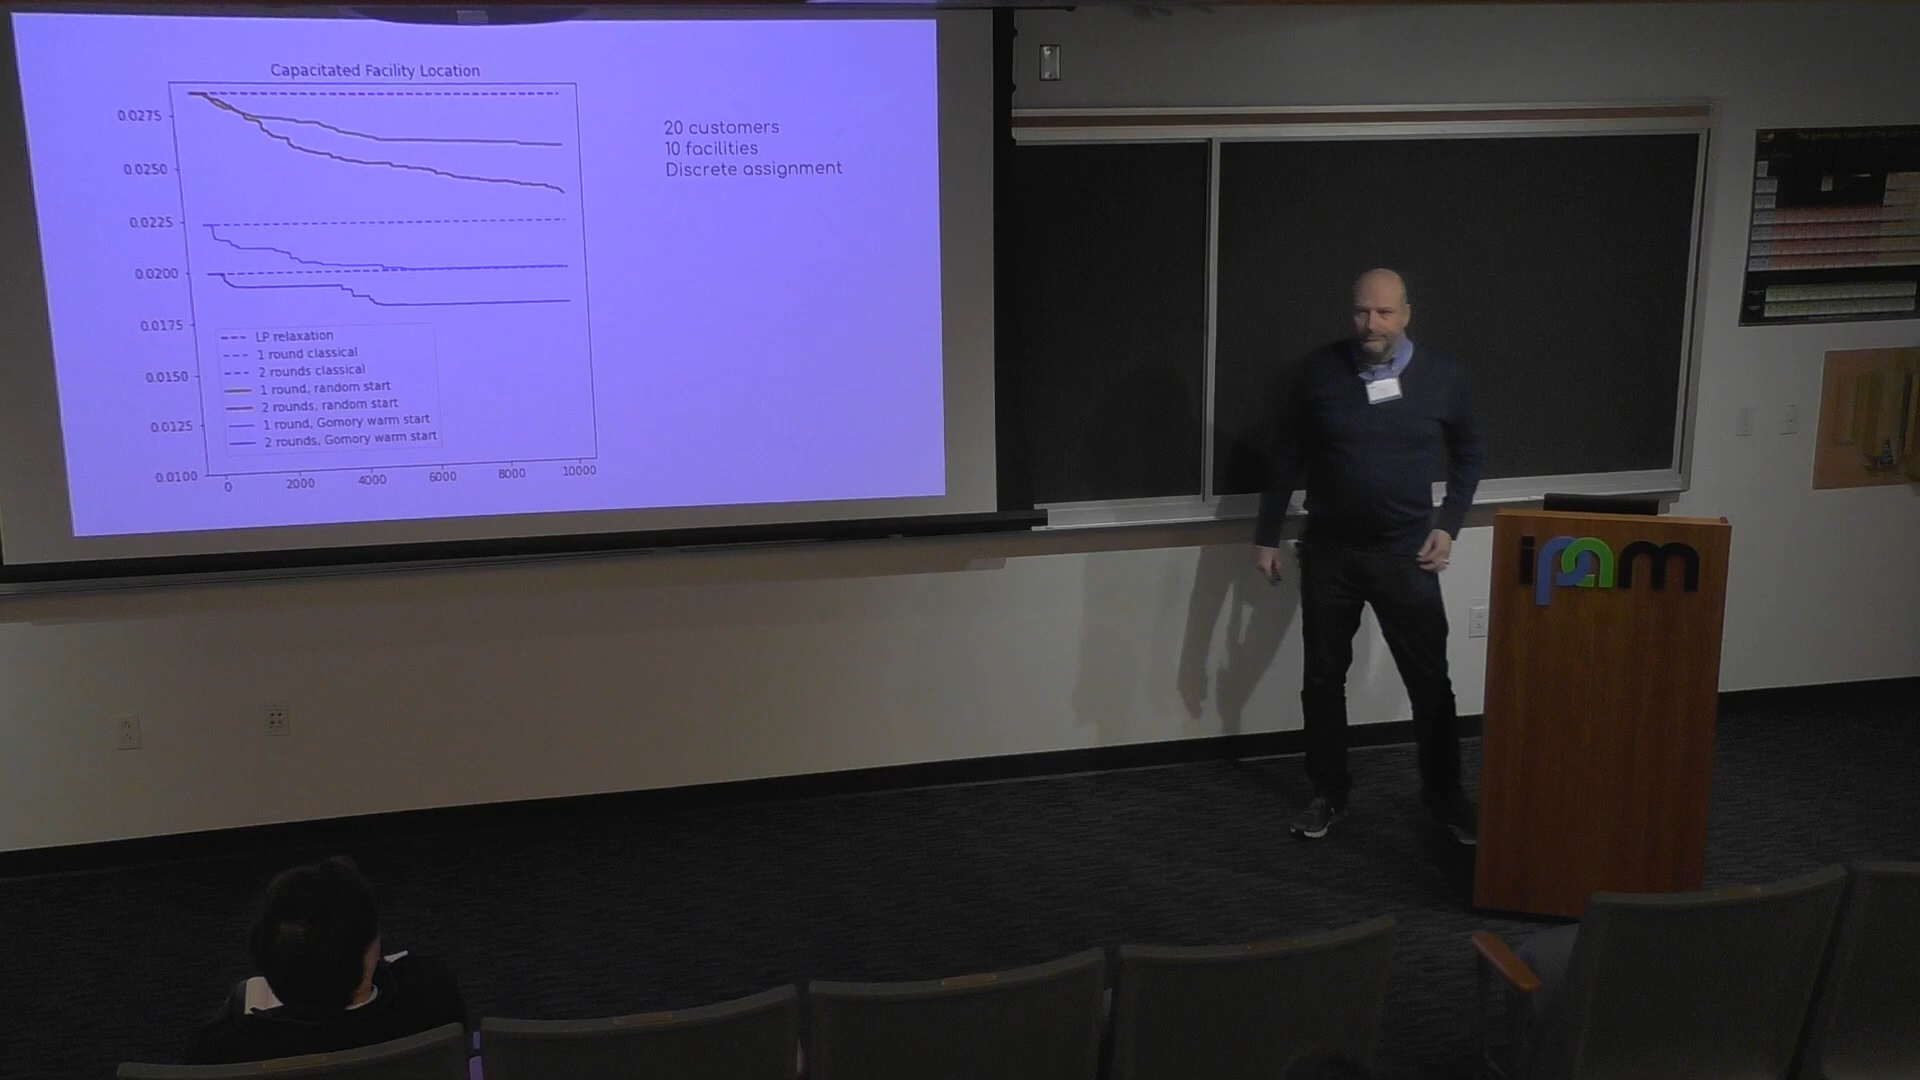 Capacitated Facility Location
0.0275
0.0250
0.0225
0.0200
0.0175
0.0150
0.0125
0.0100
0
2000
4000
6000
8000
10000
LP relaxation
1 round classical
2 rounds classical
1 round, random start
2 rounds, random start
1 round, Gomory warm start
2 rounds, Gomory warm start
20 customers
10 facilities
Discrete assignment
ipam